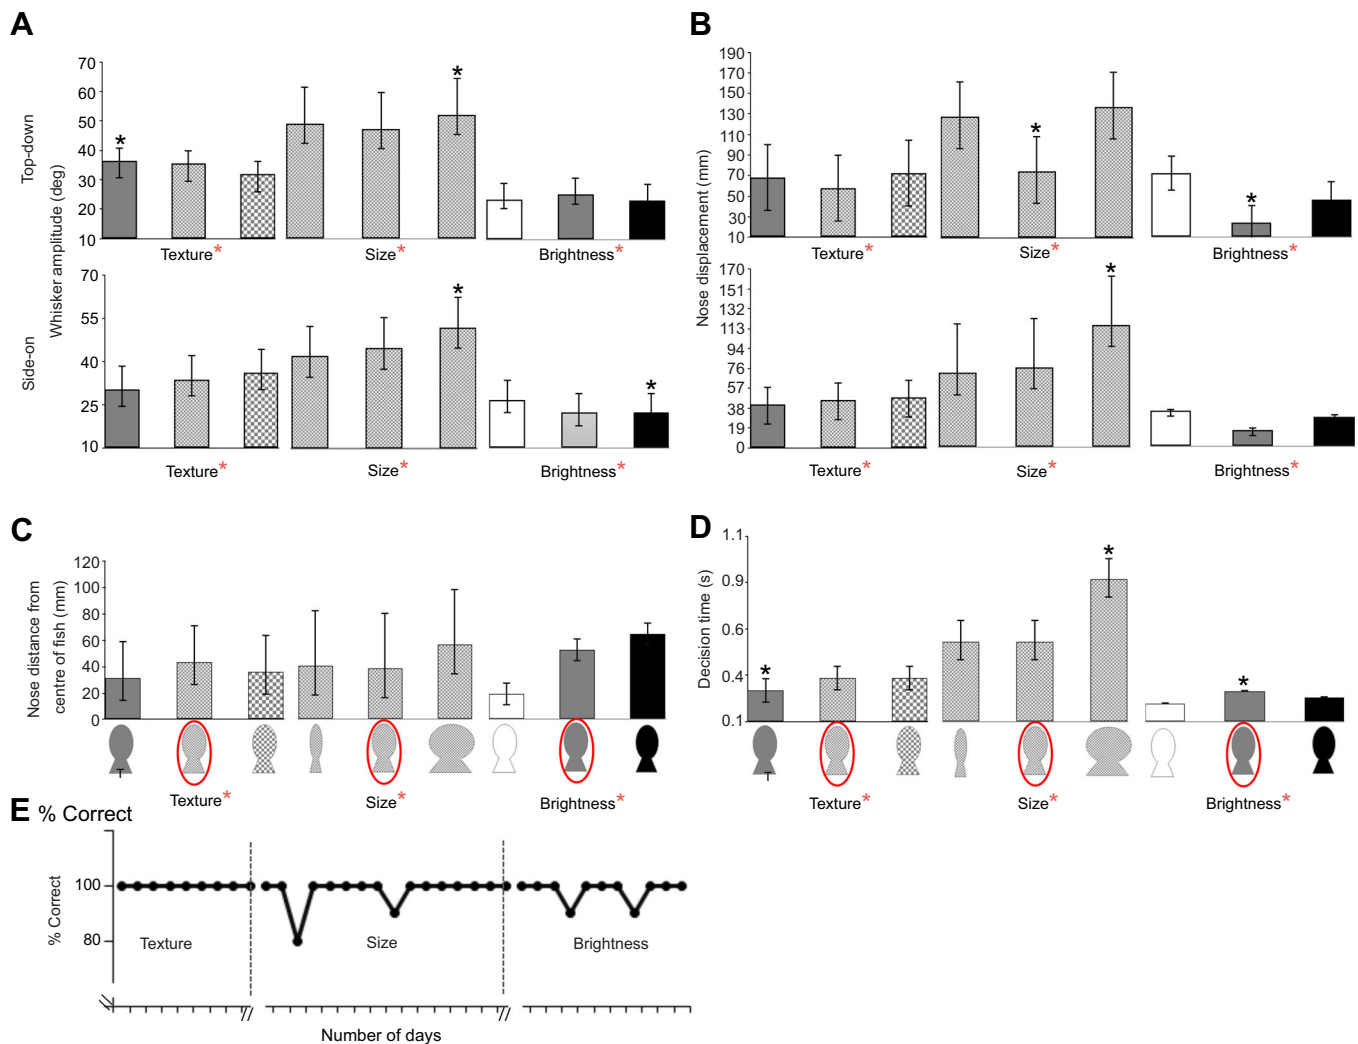 A
Top-down
Whisker amplitude (deg)
70
60
50
40
30
20
10
*
*
Texture*
Size*
Brightness*
Side-on
70
55
40
25
10
*
*
Texture*
Size*
Brightness*
B
Nose displacement (mm)
190
170
150
130
110
90
70
50
30
10
*
*
Texture*
Size*
Brightness*
170
151
132
113
94
76
57
38
19
0
*
Texture*
Size*
Brightness*
C
Nose distance from
centre of fish (mm)
120
100
80
60
40
20
0
Texture*
Size*
Brightness*
D
Decision time (s)
1.1
0.9
0.6
0.4
0.1
*
*
*
Texture*
Size*
Brightness*
E % Correct
% Correct
100
80
Texture
Size
Brightness
Number of days